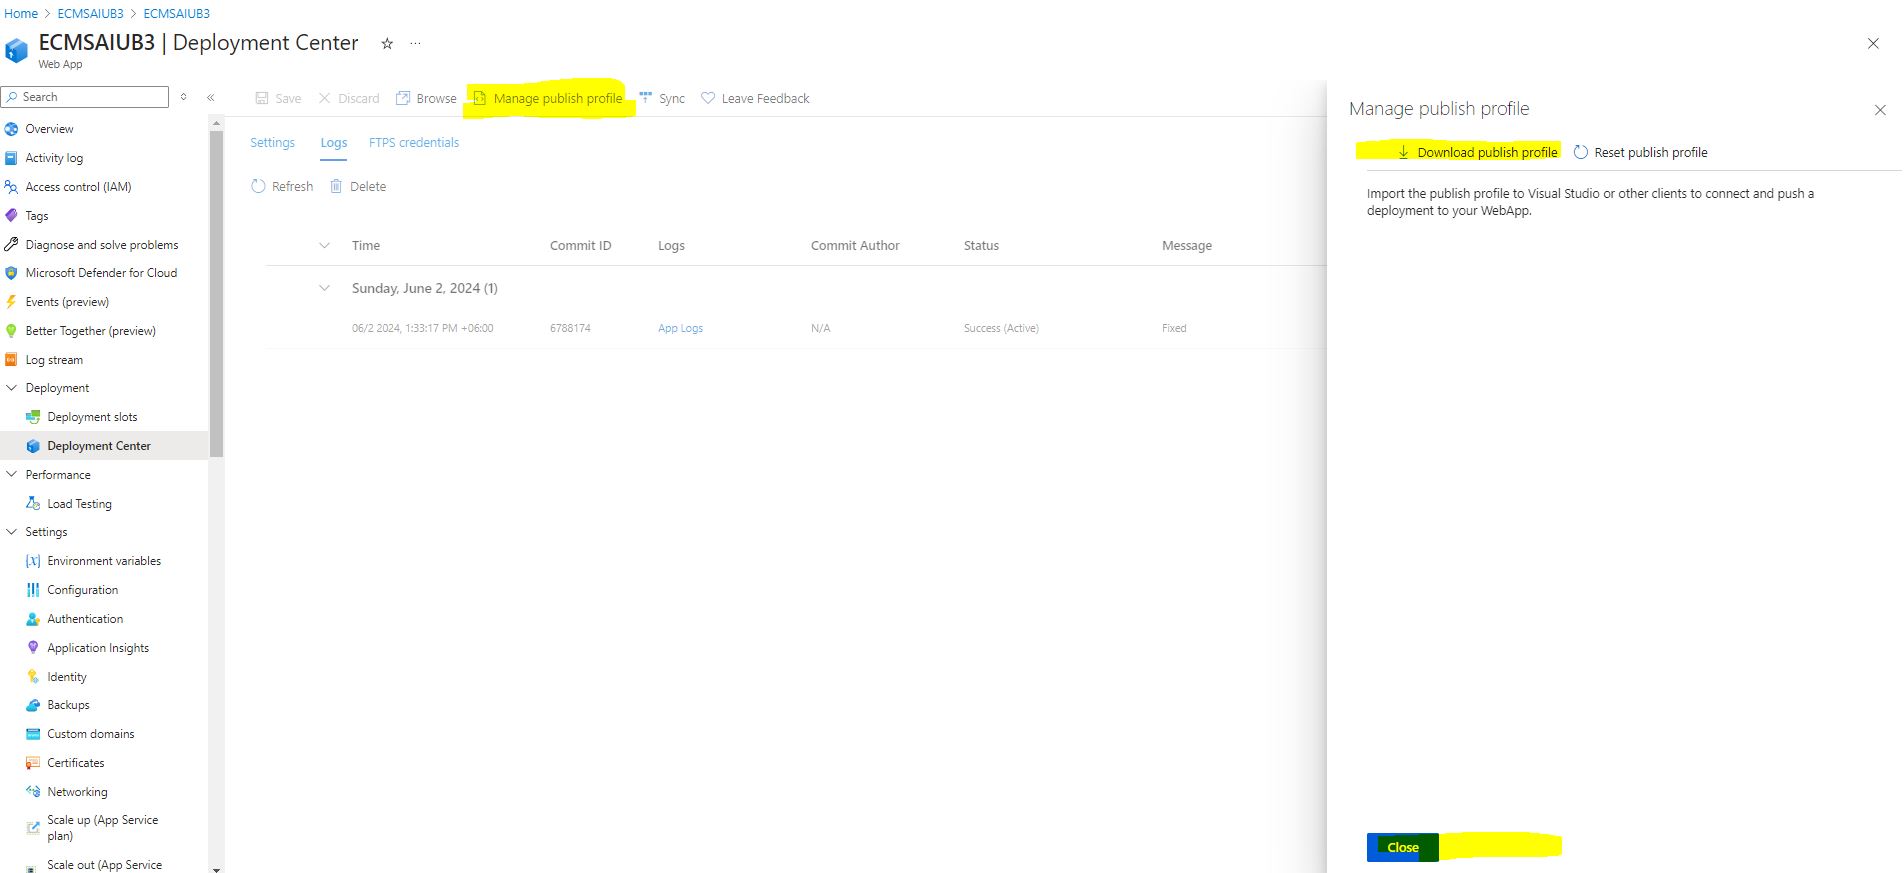 Home > ECMSAIUB3 > ECMSAIUB3
ECMSAIUB3 | Deployment Center
Web App
Search
Overview
Activity log
Access control (IAM)
Tags
Diagnose and solve problems
Microsoft Defender for Cloud
Events (preview)
Better Together (preview)
Log stream
Deployment
Deployment slots
Deployment Center
Performance
Load Testing
Settings
Environment variables
Configuration
Authentication
Application Insights
Identity
Backups
Custom domains
Certificates
Networking
Scale up (App Service
plan)
Scale out (App Service
Save Discard Browse Manage publish profile Sync Leave Feedback
Settings Logs FTPS credentials
Refresh Delete
Time Commit ID Logs Commit Author Status Message
Sunday, June 2, 2024 (1)
06/2 2024, 1:33:17 PM +06:00 6788174 App Logs N/A Success (Active) Fixed
Manage publish profile
Download publish profile Reset publish profile
Import the publish profile to Visual Studio or other clients to connect and push a
deployment to your WebApp.
Close